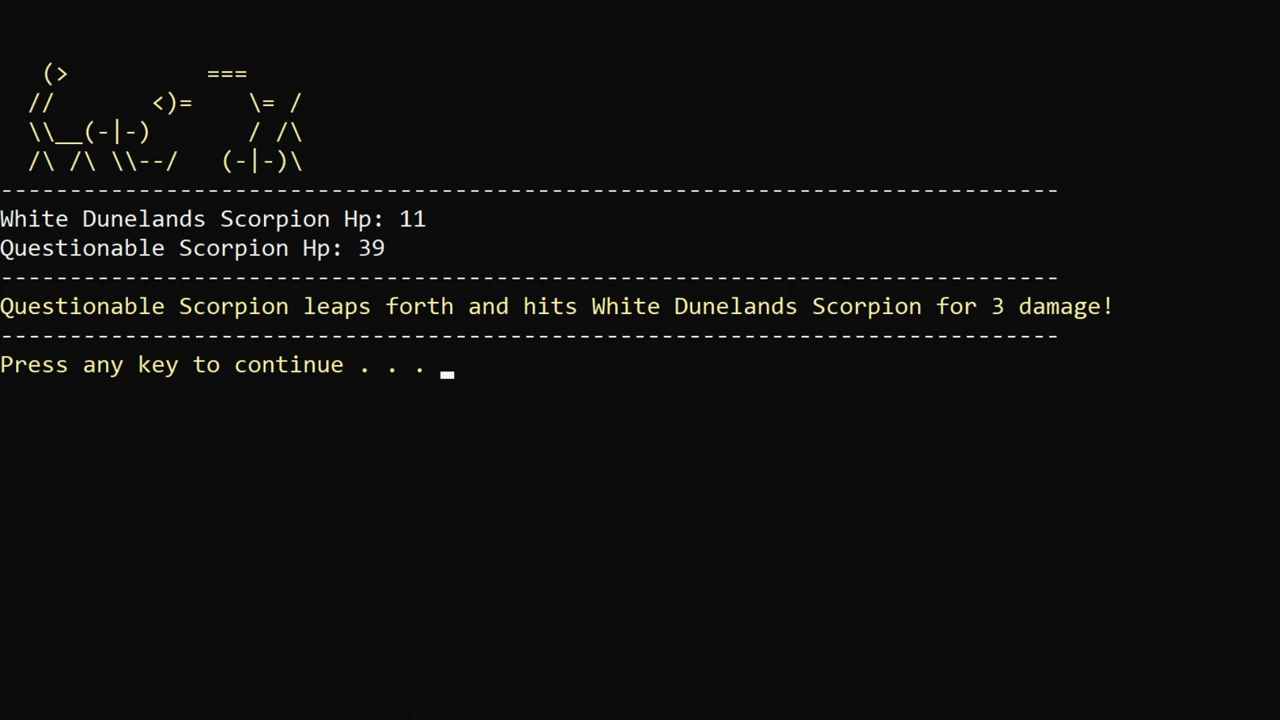 (>          ===
  //       <)=    \= /
  \\__(-|-)       / /\
  /\ /\ \\--/   (-|-)\
-----------------------------------------------------------------------------
White Dunelands Scorpion Hp: 11
Questionable Scorpion Hp: 39
-----------------------------------------------------------------------------
Questionable Scorpion leaps forth and hits White Dunelands Scorpion for 3 damage!
-----------------------------------------------------------------------------
Press any key to continue . . .